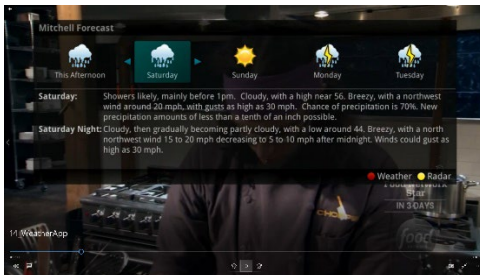 Mitchell Forecast
This Afternoon
Saturday
Sunday
Monday
Tuesday
Saturday: Showers likely, mainly before 1pm. Cloudy, with a high near 56. Breezy, with a northwest
wind around 20 mph, with gusts as high as 30 mph. Chance of precipitation is 70%. New
precipitation amounts of less than a tenth of an inch possible.
Saturday Night: Cloudy, then gradually becoming partly cloudy, with a low around 44. Breezy, with a north
northwest wind 15 to 20 mph decreasing to 5 to 10 mph after midnight. Winds could gust as
high as 30 mph.
Weather
Radar
Food Network
Star
IN 3 DAYS
food
WeatherApp